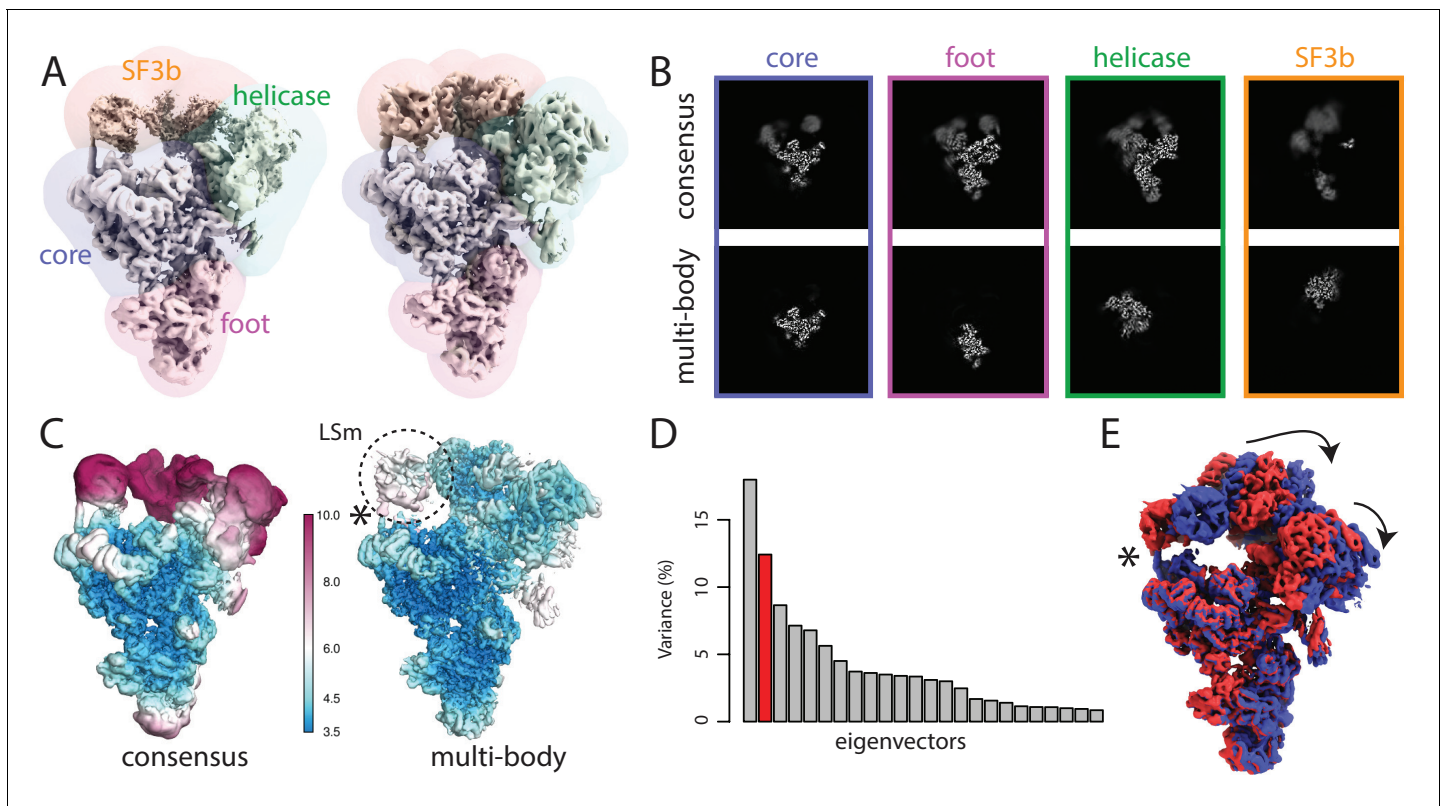 A
SF3b
helicase
core
foot
B
core
foot
helicase
SF3b
consensus
multi-body
C
LSm
*
10.0
8.0
6.0
4.5
3.5
consensus
multi-body
D
Variance (%)
15
10
5
0
eigenvectors
E
*